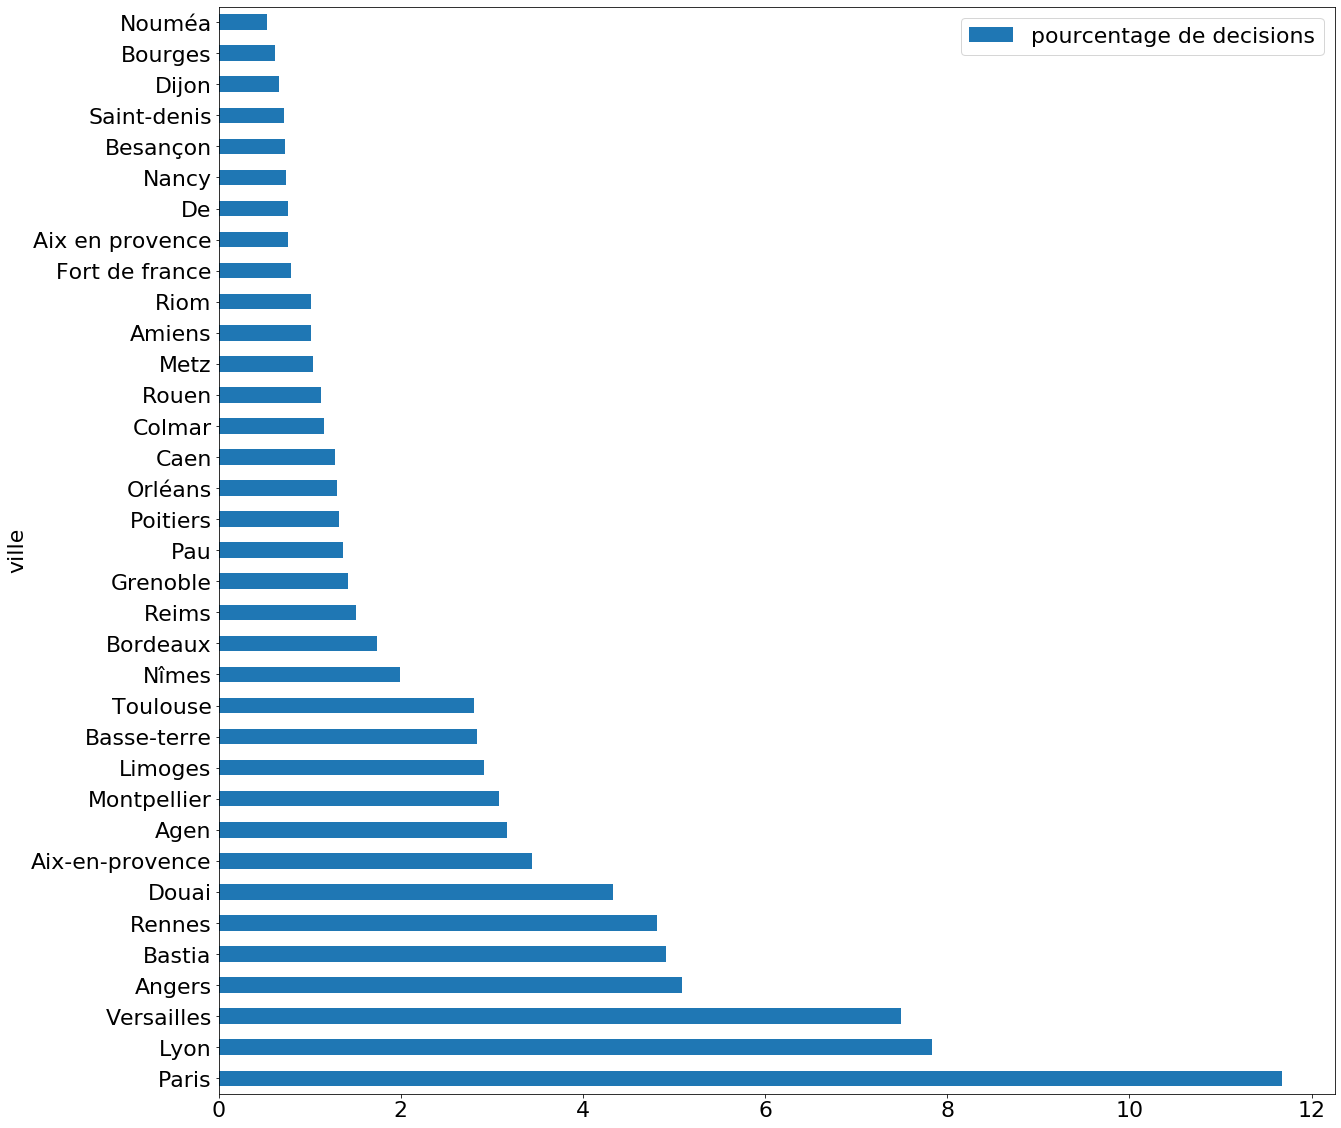 pourcentage de decisions
Nouméa
Bourges
Dijon
Saint-denis
Besançon
Nancy
De
Aix en provence
Fort de france
Riom
Amiens
Metz
Rouen
Colmar
Caen
Orléans
Poitiers
Pau
Grenoble
Reims
Bordeaux
Nîmes
Toulouse
Basse-terre
Limoges
Montpellier
Agen
Aix-en-provence
Douai
Rennes
Bastia
Angers
Versailles
Lyon
Paris
ville
0 2 4 6 8 10 12